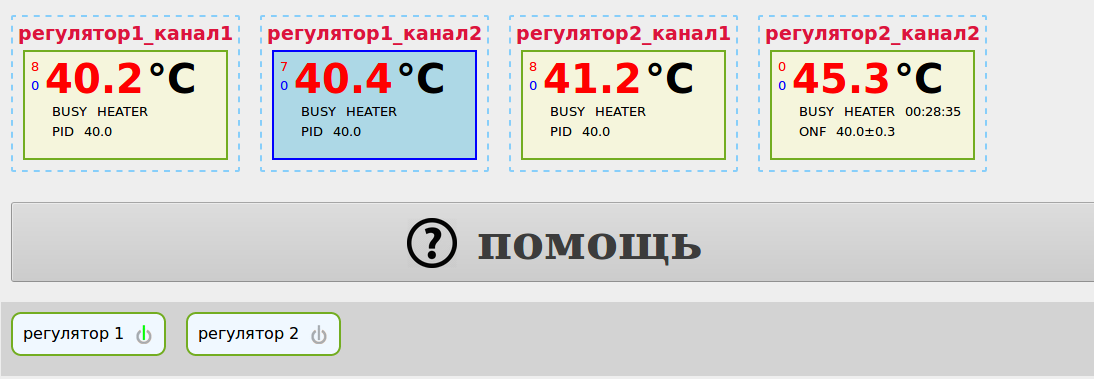 регулятор1_канал1
8
0
40.2°C
BUSY HEATER
PID 40.0
регулятор1_канал2
7
0
40.4°C
BUSY HEATER
PID 40.0
регулятор2_канал1
8
0
41.2°C
BUSY HEATER
PID 40.0
регулятор2_канал2
0
0
45.3°C
BUSY HEATER 00:28:35
ONF 40.0±0.3
? помощь
регулятор 1
регулятор 2